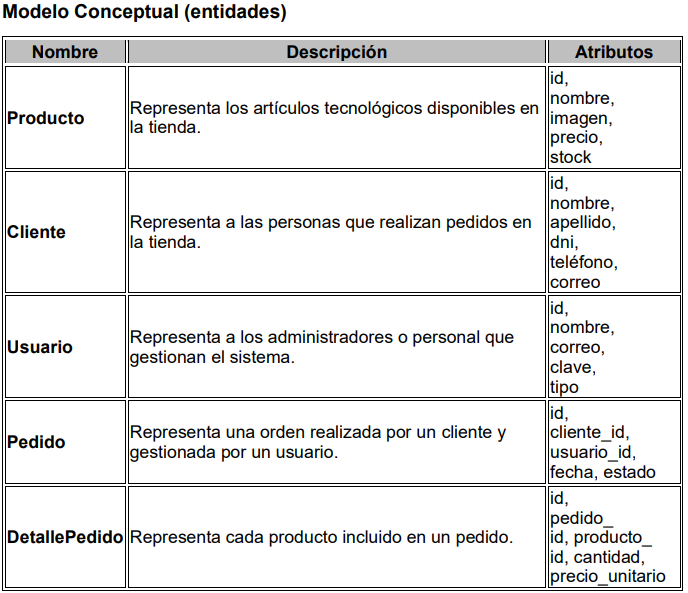 Modelo Conceptual (entidades)
Nombre Descripción Atributos
Producto
Representa los artículos tecnológicos disponibles en
la tienda.
id,
nombre,
imagen,
precio,
stock
Cliente
Representa a las personas que realizan pedidos en
la tienda.
id,
nombre,
apellido,
dni,
teléfono,
correo
Usuario
Representa a los administradores o personal que
gestionan el sistema.
id,
nombre,
correo,
clave,
tipo
Pedido
Representa una orden realizada por un cliente y
gestionada por un usuario.
id,
cliente_id,
usuario_id,
fecha, estado
DetallePedido
Representa cada producto incluido en un pedido.
id,
pedido_
id, producto_
id, cantidad,
precio_unitario